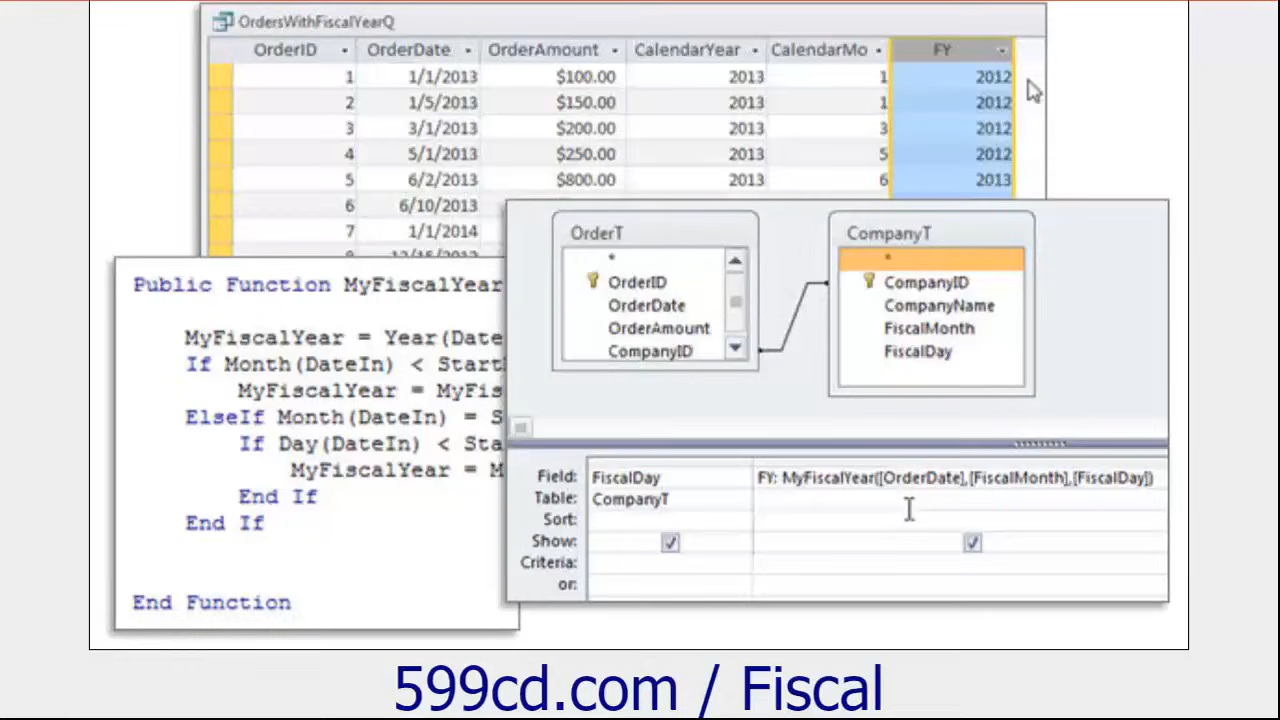 OrdersWithFiscalYearQ
OrderID OrderDate OrderAmount CalendarYear CalendarMo FY
1 1/1/2013 $100.00 2013 1 2012
2 1/5/2013 $150.00 2013 1 2012
3 3/1/2013 $200.00 2013 3 2012
4 5/1/2013 $250.00 2013 5 2012
5 6/2/2013 $800.00 2013 6 2013
6 6/10/2013
7 1/1/2014
OrderT
*
OrderID
OrderDate
OrderAmount
CompanyID
CompanyT
*
CompanyID
CompanyName
FiscalMonth
FiscalDay
Public Function MyFiscalYear
MyFiscalYear = Year(Date
If Month(DateIn) < Start
MyFiscalYear = MyFis
ElseIf Month(DateIn) = S
If Day(DateIn) < Sta
MyFiscalYear = M
End If
End If
End Function
Field: FiscalDay FY: MyFiscalYear([OrderDate],[FiscalMonth],[FiscalDay])
Table: CompanyT
Sort:
Show:
Criteria:
or:
599cd.com / Fiscal